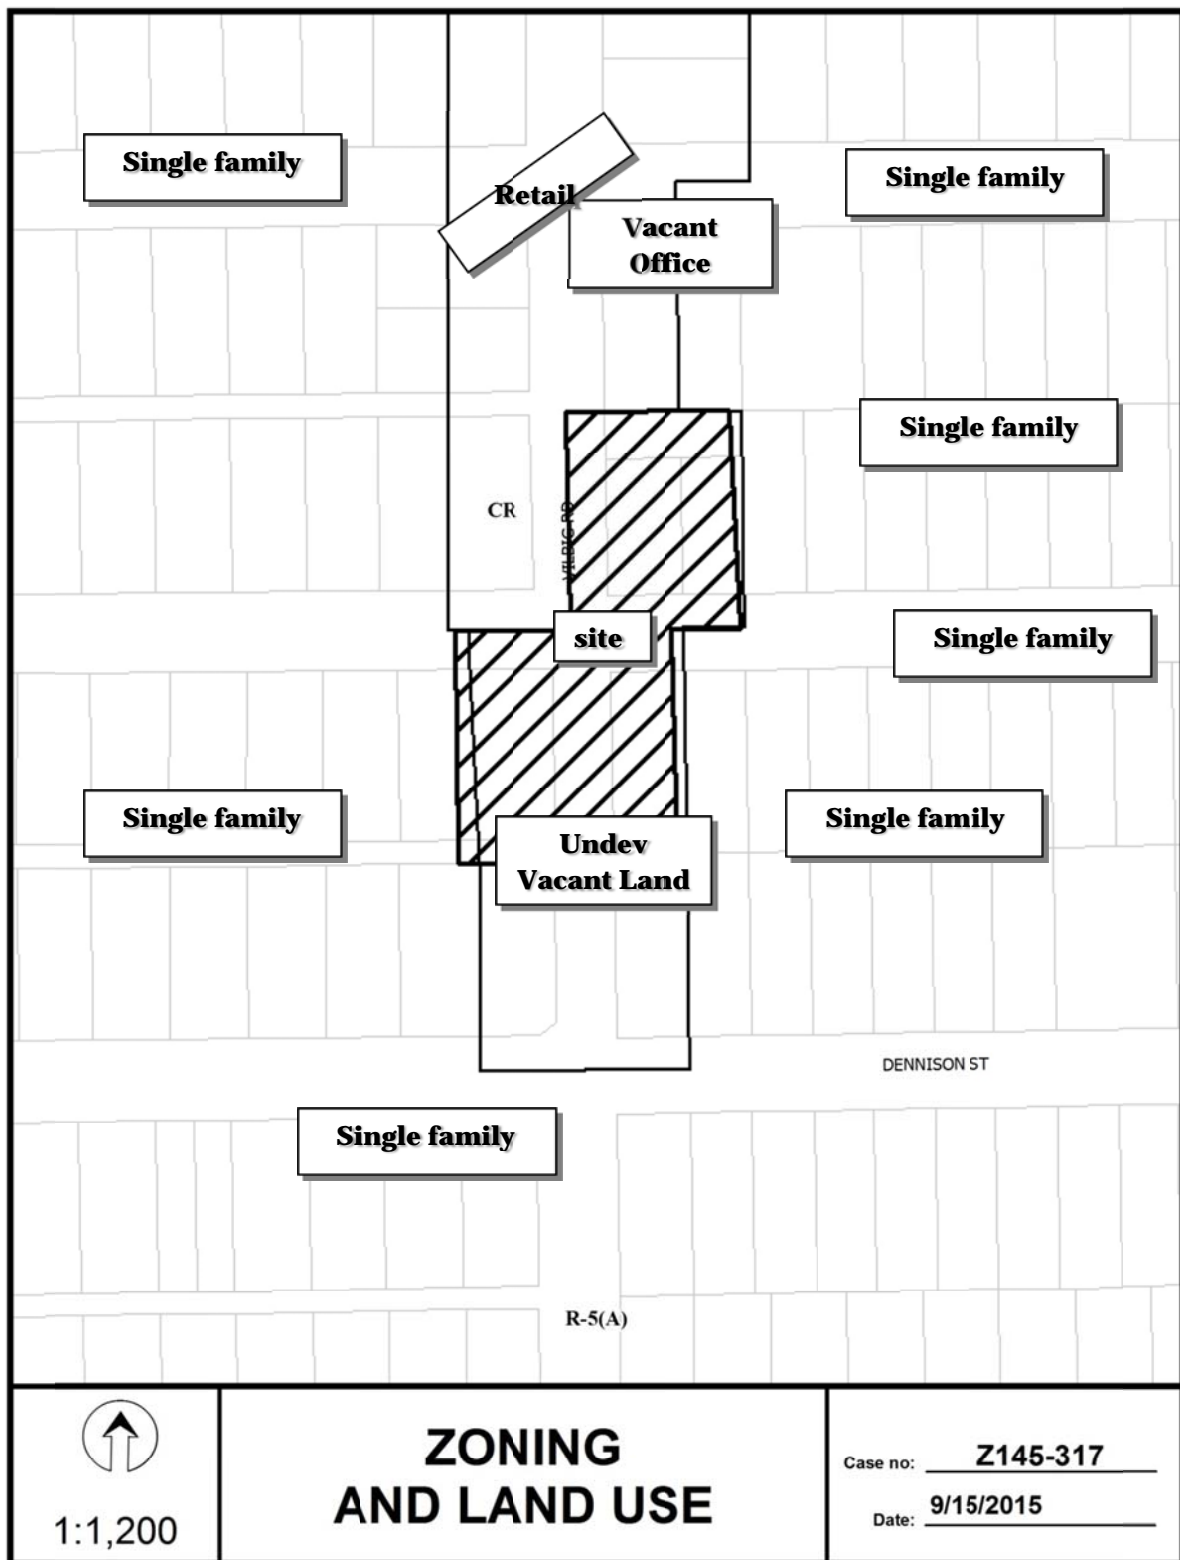 Single family
Retail
Single family
Vacant
Office
Single family
CR
VILBIG RD
site
Single family
Single family
Undev
Vacant Land
Single family
DENNISON ST
Single family
R-5(A)
1:1,200
ZONING
AND LAND USE
Case no: Z145-317
Date: 9/15/2015